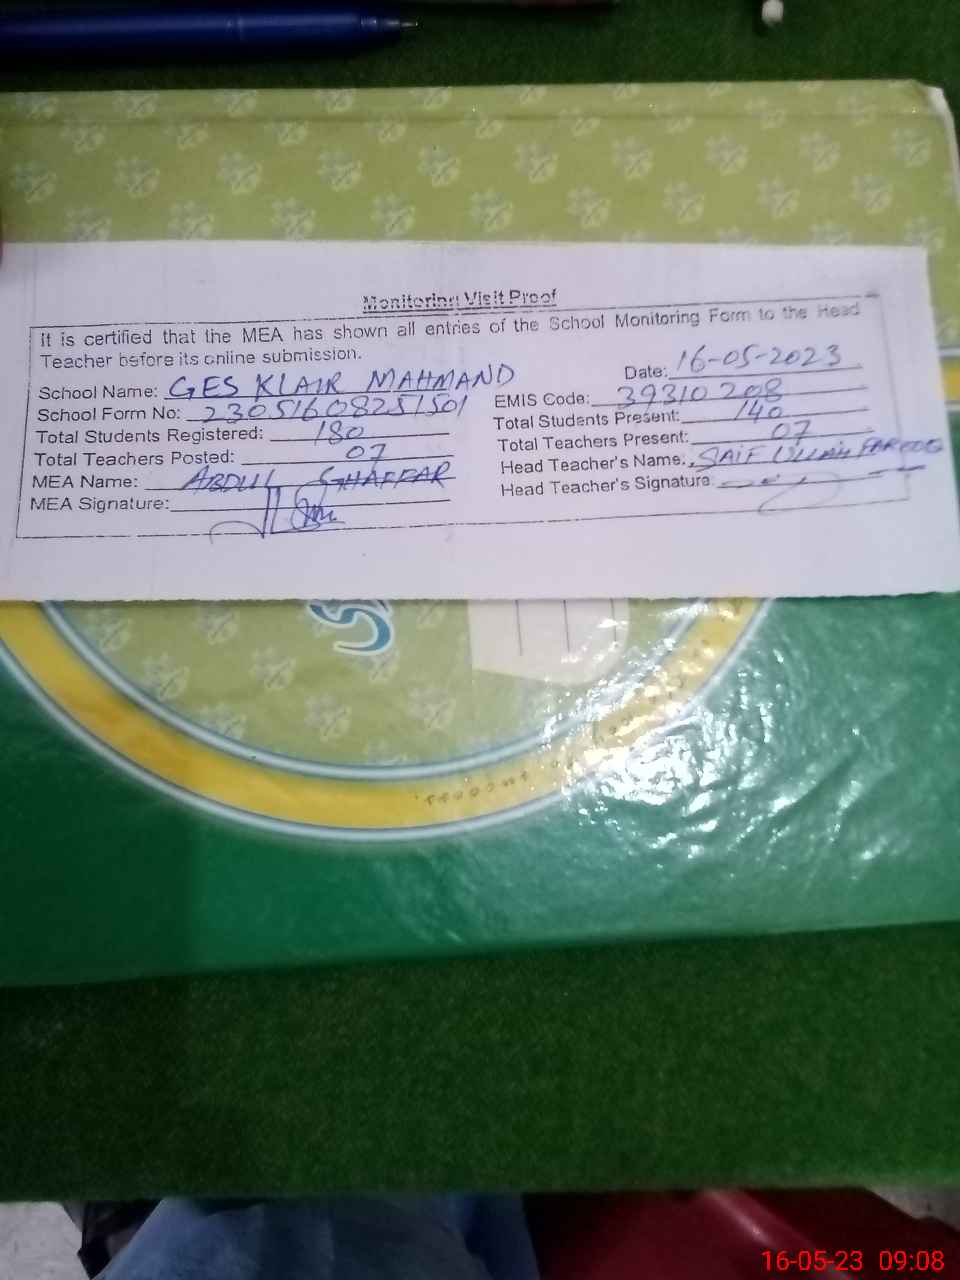 Monitoring Visit Proof
It is certified that the MEA has shown all entries of the School Monitoring Form to the Head
Teacher before its online submission.
Date: 16-05-2023
School Name: GES KLAIR MAHMAND
EMIS Code: 39310208
School Form No: 23051608251501
Total Students Present: 140
Total Students Registered: 180
Total Teachers Present: 07
Total Teachers Posted: 07
Head Teacher's Name: SAIF ULLAH FAROOQ
MEA Name: ABDUL GHAFFAR
Head Teacher's Signature:
MEA Signature:
16-05-23 09:08